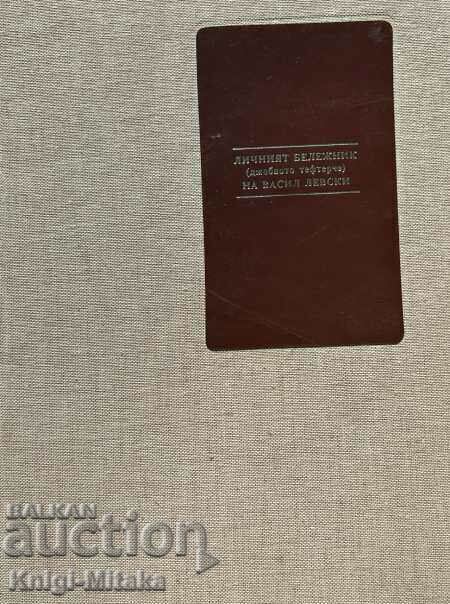 ЛИЧНИЯТ БЕЛЕЖНИК
(джобното тефтерче)
НА ВАСИЛ ЛЕВСКИ
BALKAN
auction
Knigi-Mitaka